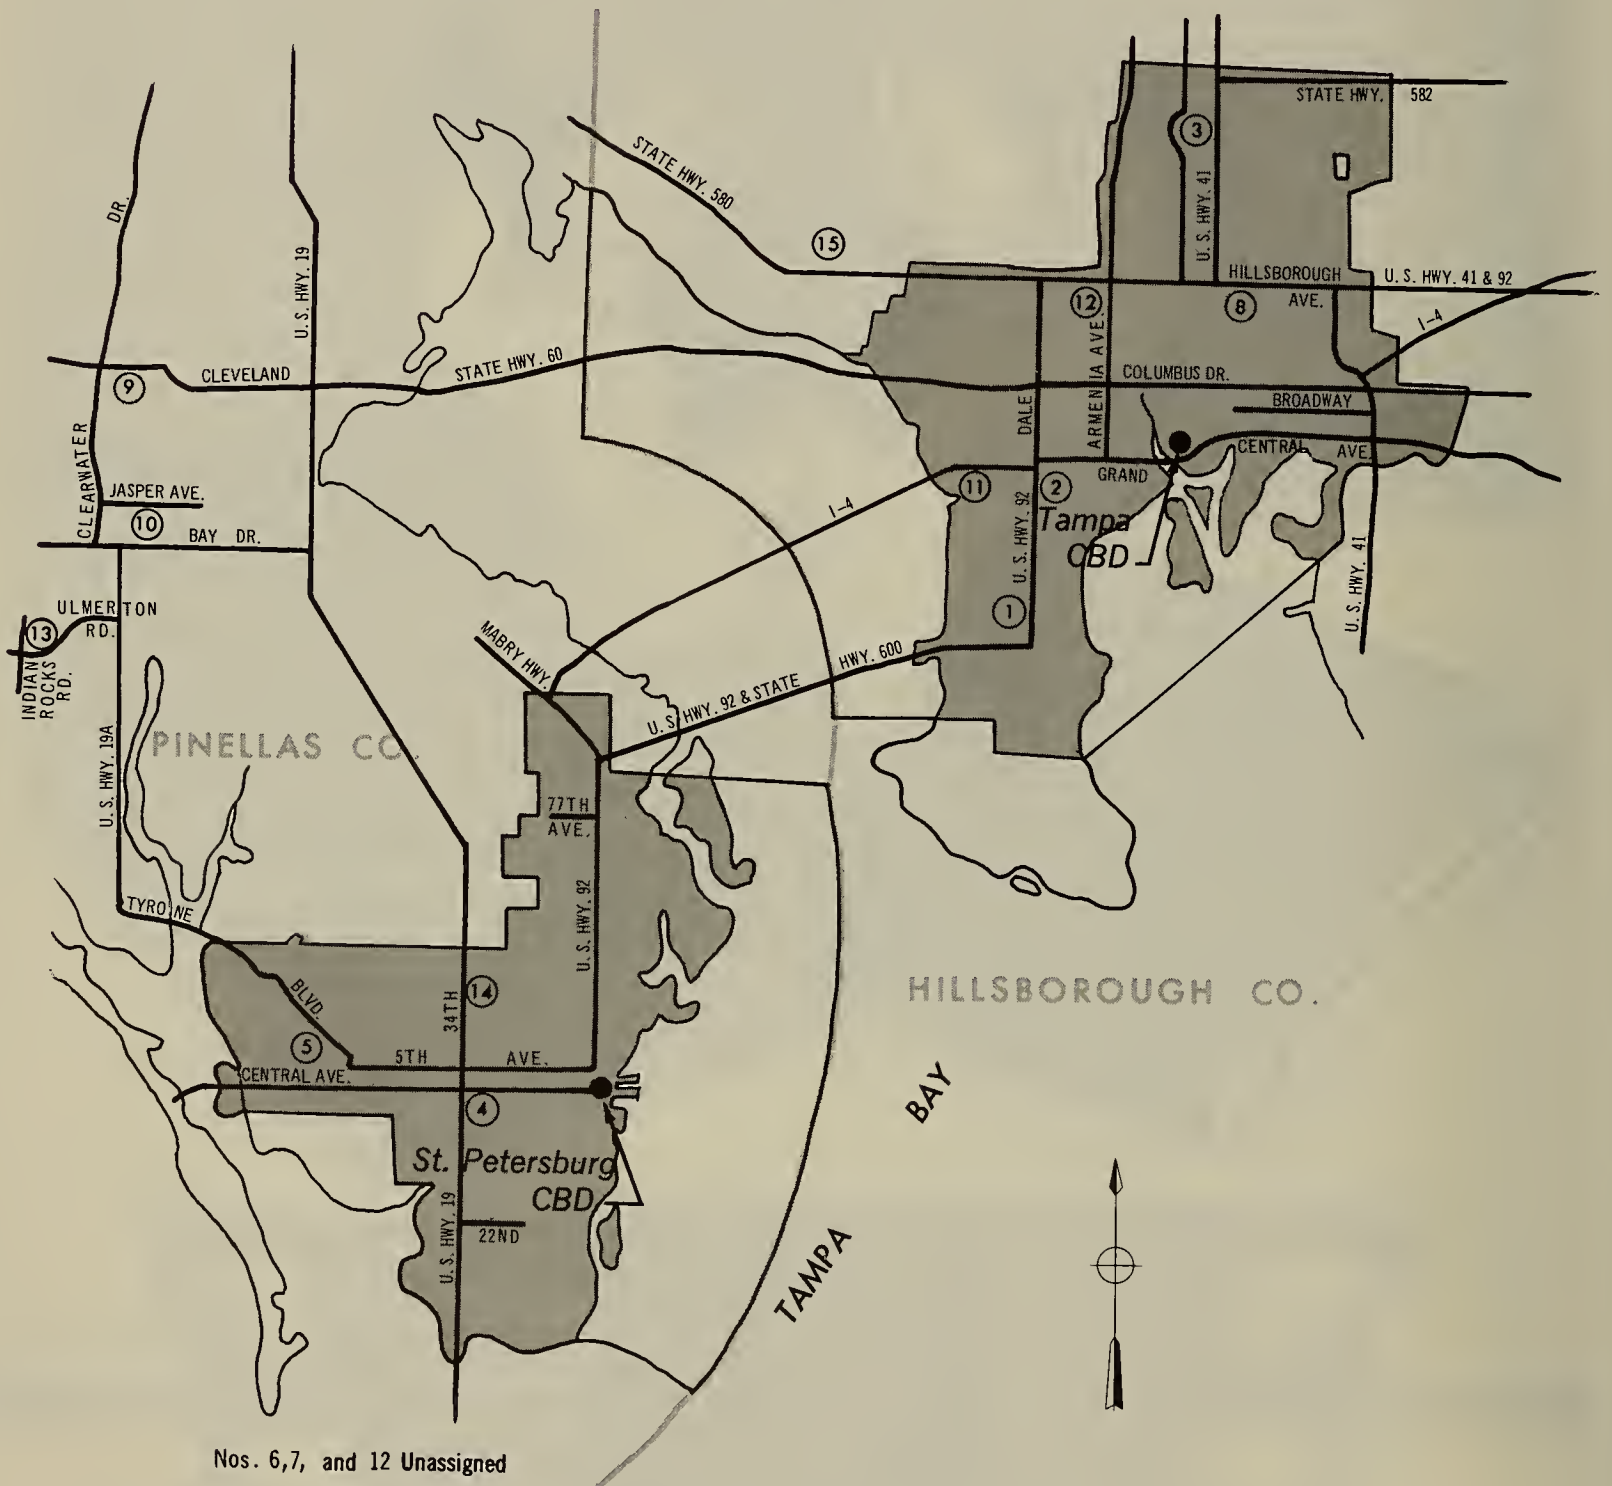 STATE HWY. 582
STATE HWY. 580
3
U.S. HWY. 41
DR.
15
U.S. HWY. 19
HILLSBOROUGH
AVE.
U.S. HWY. 41 & 92
12
8
I-4
ARMENIA AVE.
9
CLEVELAND
STATE HWY. 60
COLUMBUS DR.
BROADWAY
DALE
CENTRAL AVE.
GRAND
CLEARWATER
JASPER AVE.
10
BAY DR.
I-4
11
2
U.S. HWY. 92
Tampa
CBD
U.S. HWY. 41
1
ULMERTON
RD.
13
INDIAN
ROCKS
RD.
MABRY HWY.
U.S. HWY. 92 & STATE HWY. 600
PINELLAS CO.
U.S. HWY. 19A
77TH
AVE.
U.S. HWY. 92
TYRONE
BLVD.
14
34TH
HILLSBOROUGH CO.
5
5TH AVE.
CENTRAL AVE.
4
St. Petersburg
CBD
U.S. HWY. 19
22ND
TAMPA BAY
Nos. 6,7, and 12 Unassigned